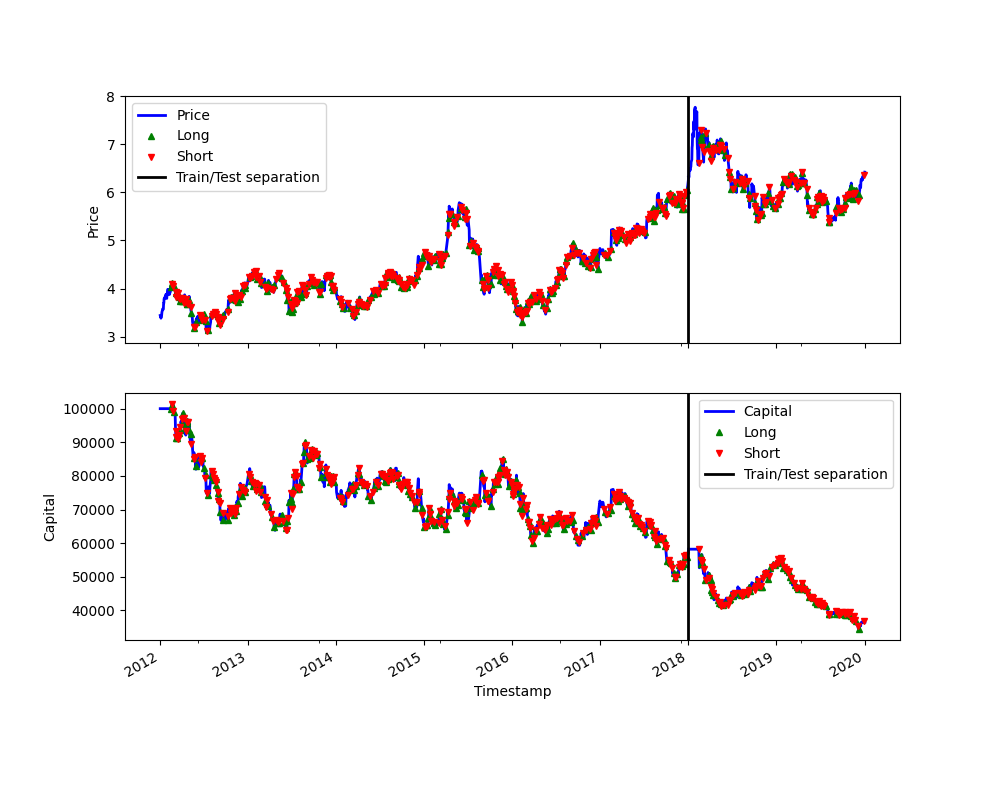 8
7
6
5
4
3
Price
Price
Long
Short
Train/Test separation
100000
90000
80000
70000
60000
50000
40000
Capital
Capital
Long
Short
Train/Test separation
2012
2013
2014
2015
2016
2017
2018
2019
2020
Timestamp